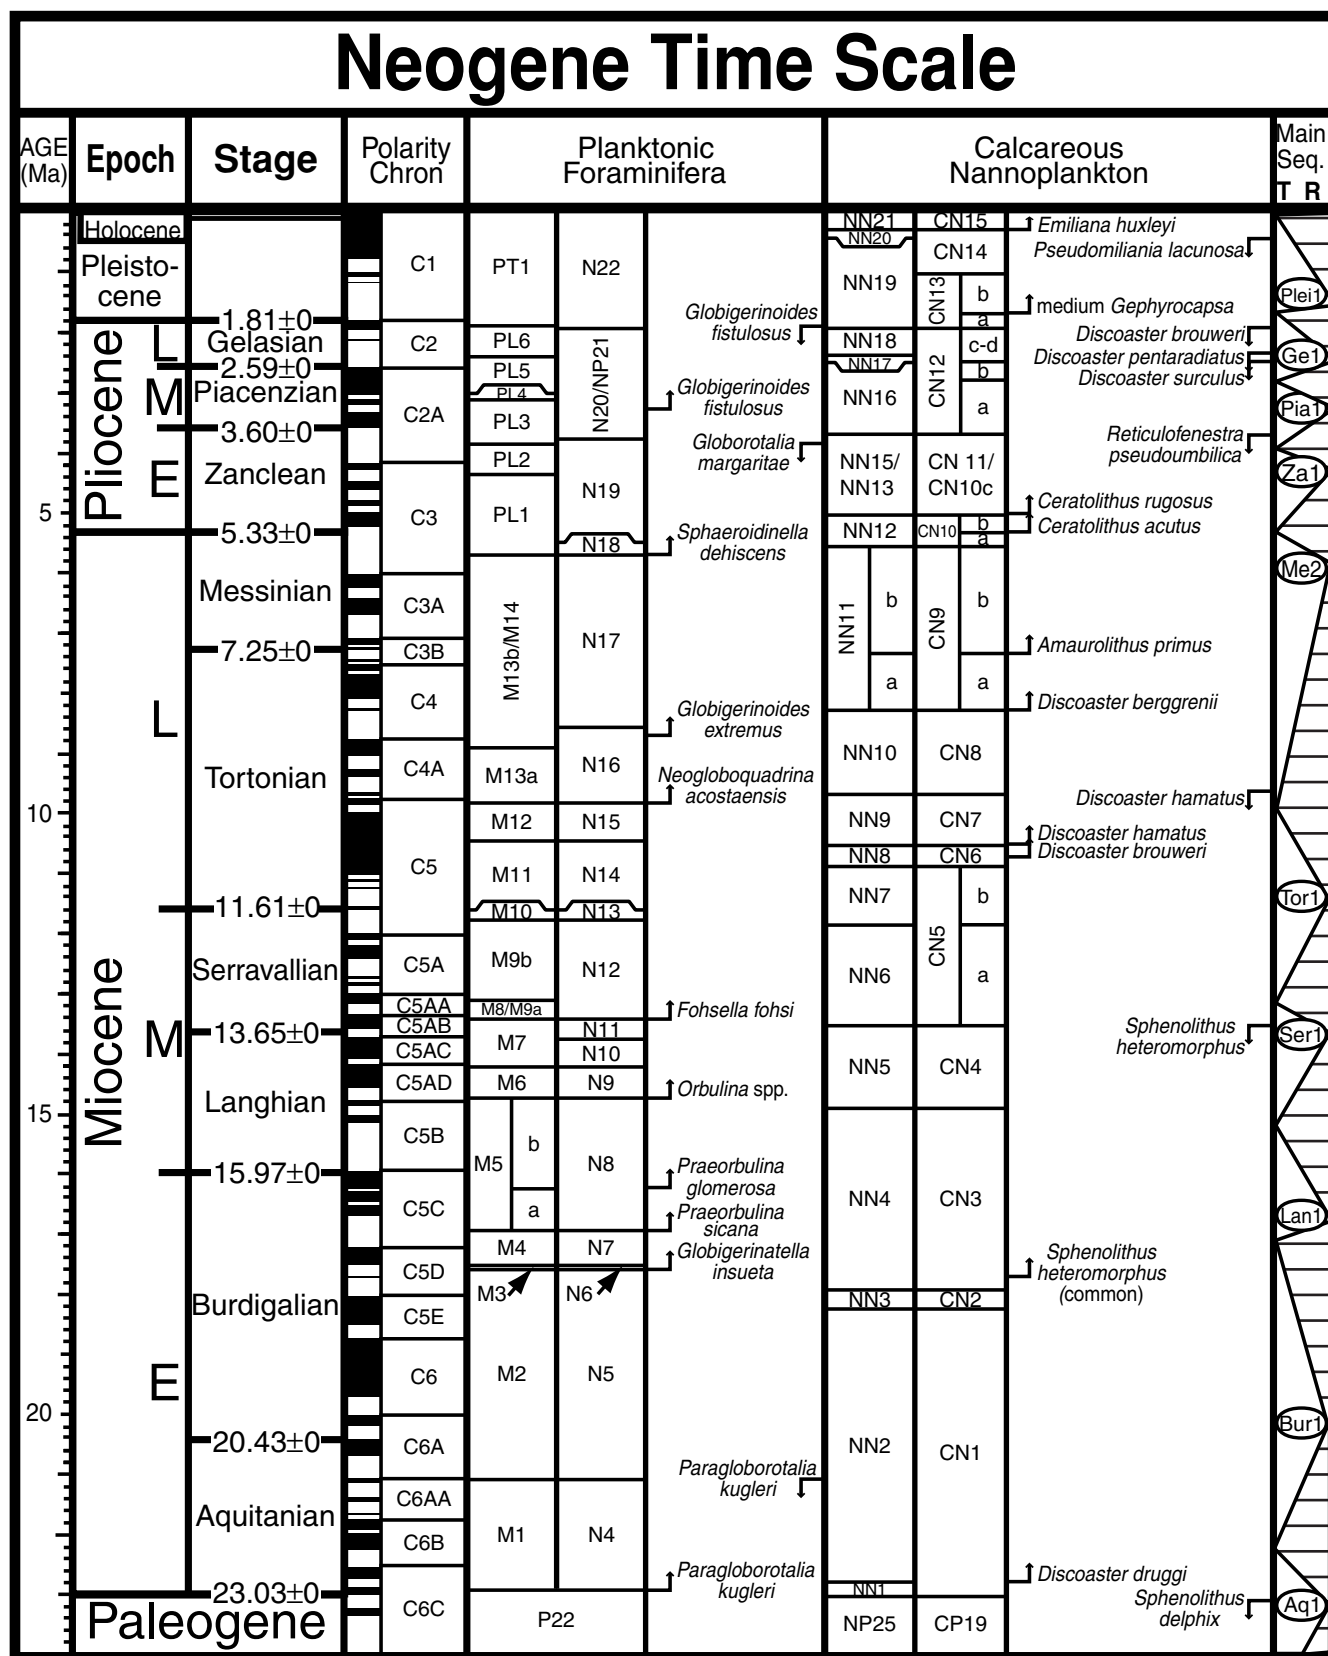 Neogene Time Scale
AGE
(Ma)
Epoch
Stage
Polarity
Chron
Planktonic
Foraminifera
Calcareous
Nannoplankton
Main
Seq.
T R
5
10
15
20
Holocene
Pleisto-
cene
Pliocene
L
M
E
Miocene
L
M
E
Paleogene
1.81±0
Gelasian
2.59±0
Piacenzian
3.60±0
Zanclean
5.33±0
Messinian
7.25±0
Tortonian
11.61±0
Serravallian
13.65±0
Langhian
15.97±0
Burdigalian
20.43±0
Aquitanian
23.03±0
C1
C2
C2A
C3
C3A
C3B
C4
C4A
C5
C5A
C5AA
C5AB
C5AC
C5AD
C5B
C5C
C5D
C5E
C6
C6A
C6AA
C6B
C6C
PT1
PL6
PL5
PL4
PL3
PL2
PL1
M13b/M14
M13a
M12
M11
M10
M9b
M8/M9a
M7
M6
M5
b
a
M4
M3
M2
M1
P22
N22
N20/NP21
N19
N18
N17
N16
N15
N14
N13
N12
N11
N10
N9
N8
N7
N6
N5
N4
Globigerinoides
fistulosus
Globigerinoides
fistulosus
Globorotalia
margaritae
Sphaeroidinella
dehiscens
Globigerinoides
extremus
Neogloboquadrina
acostaensis
Fohsella fohsi
Orbulina spp.
Praeorbulina
glomerosa
Praeorbulina
sicana
Globigerinatella
insueta
Paragloborotalia
kugleri
Paragloborotalia
kugleri
NN21
NN20
NN19
NN18
NN17
NN16
NN15/
NN13
NN12
NN11
b
a
NN10
NN9
NN8
NN7
NN6
NN5
NN4
NN3
NN2
NN1
NP25
CN15
CN14
CN13
b
a
CN12
c-d
b
a
CN 11/
CN10c
CN10
b
a
CN9
b
a
CN8
CN7
CN6
CN5
b
a
CN4
CN3
CN2
CN1
CP19
Emiliana huxleyi
Pseudomiliania lacunosa
medium Gephyrocapsa
Discoaster brouweri
Discoaster pentaradiatus
Discoaster surculus
Reticulofenestra
pseudoumbilica
Ceratolithus rugosus
Ceratolithus acutus
Amaurolithus primus
Discoaster berggrenii
Discoaster hamatus
Discoaster hamatus
Discoaster brouweri
Sphenolithus
heteromorphus
Sphenolithus
heteromorphus
(common)
Discoaster druggi
Sphenolithus
delphix
Plei1
Ge1
Pia1
Za1
Me2
Tor1
Ser1
Lan1
Bur1
Aq1